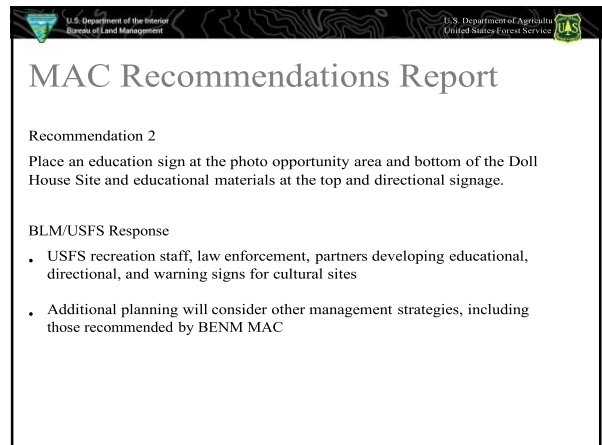 U.S. Department of the Interior
Bureau of Land Management
U.S. Department of Agricultu
United States Forest Service
UAS
MAC Recommendations Report
Recommendation 2
Place an education sign at the photo opportunity area and bottom of the Doll
House Site and educational materials at the top and directional signage.
BLM/USFS Response
• USFS recreation staff, law enforcement, partners developing educational,
directional, and warning signs for cultural sites
• Additional planning will consider other management strategies, including
those recommended by BENM MAC